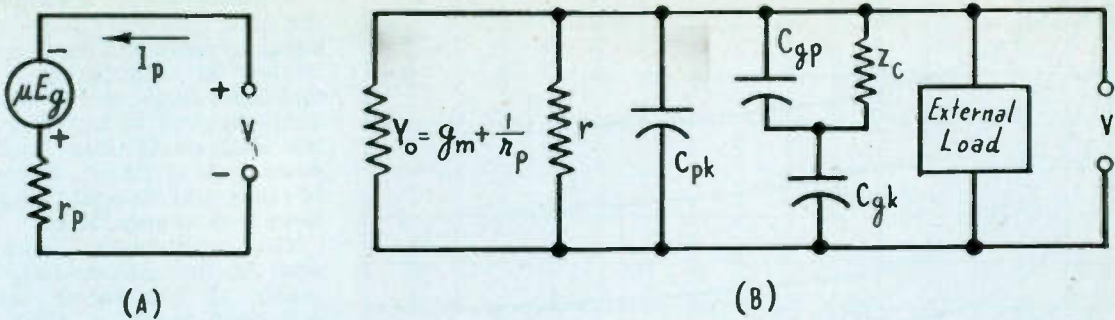 −
I_p
μE_g
+
r_p
+
V
−
(A)
Y_o = g_m + 1/r_p
r
C_pk
C_gp
Z_c
C_gk
External
Load
V
(B)